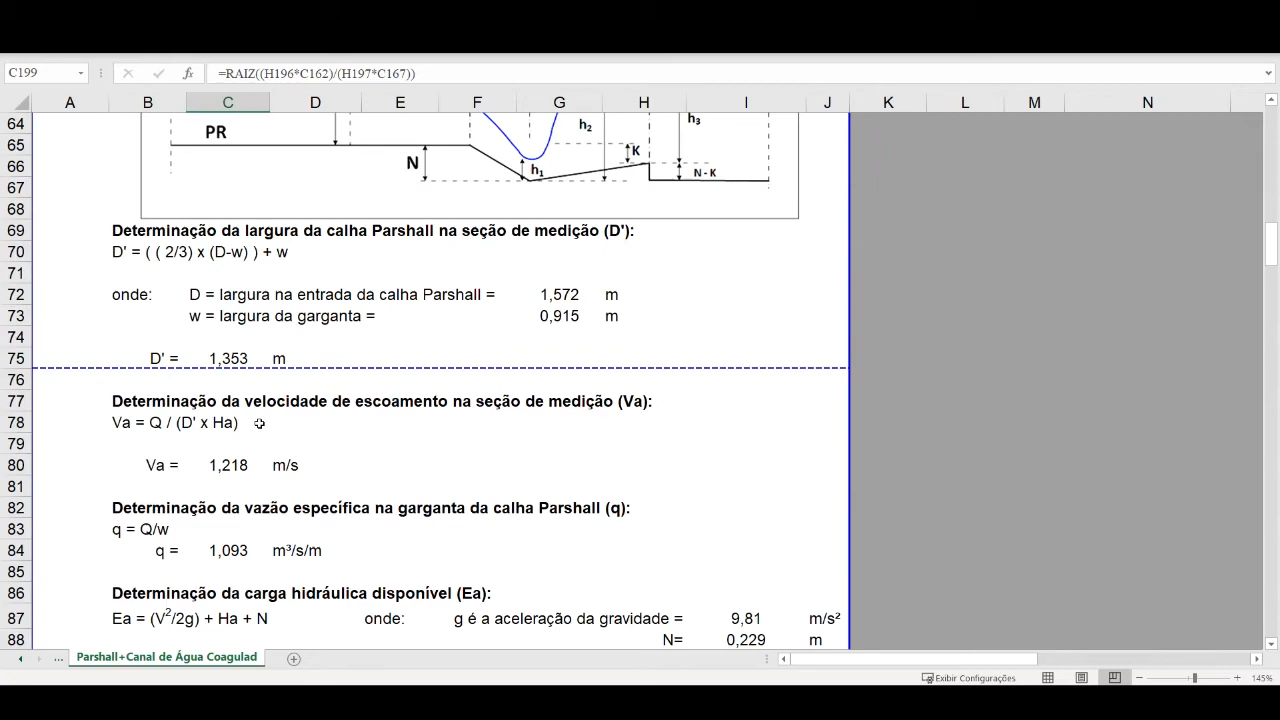 C199 fx =RAIZ((H196*C162)/(H197*C167))
A B C D E F G H I J K L M N
64 h2 h3
65 PR K
66 N h1
67 N - K
68
69 Determinação da largura da calha Parshall na seção de medição (D'):
70 D' = ( ( 2/3) x (D-w) ) + w
71
72 onde: D = largura na entrada da calha Parshall = 1,572 m
73 w = largura da garganta = 0,915 m
74
75 D' = 1,353 m
76
77 Determinação da velocidade de escoamento na seção de medição (Va):
78 Va = Q / (D' x Ha)
79
80 Va = 1,218 m/s
81
82 Determinação da vazão específica na garganta da calha Parshall (q):
83 q = Q/w
84 q = 1,093 m³/s/m
85
86 Determinação da carga hidráulica disponível (Ea):
87 Ea = (V²/2g) + Ha + N onde: g é a aceleração da gravidade = 9,81 m/s²
88 N= 0,229 m
... Parshall+Canal de Água Coagulad
Exibir Configurações 145%